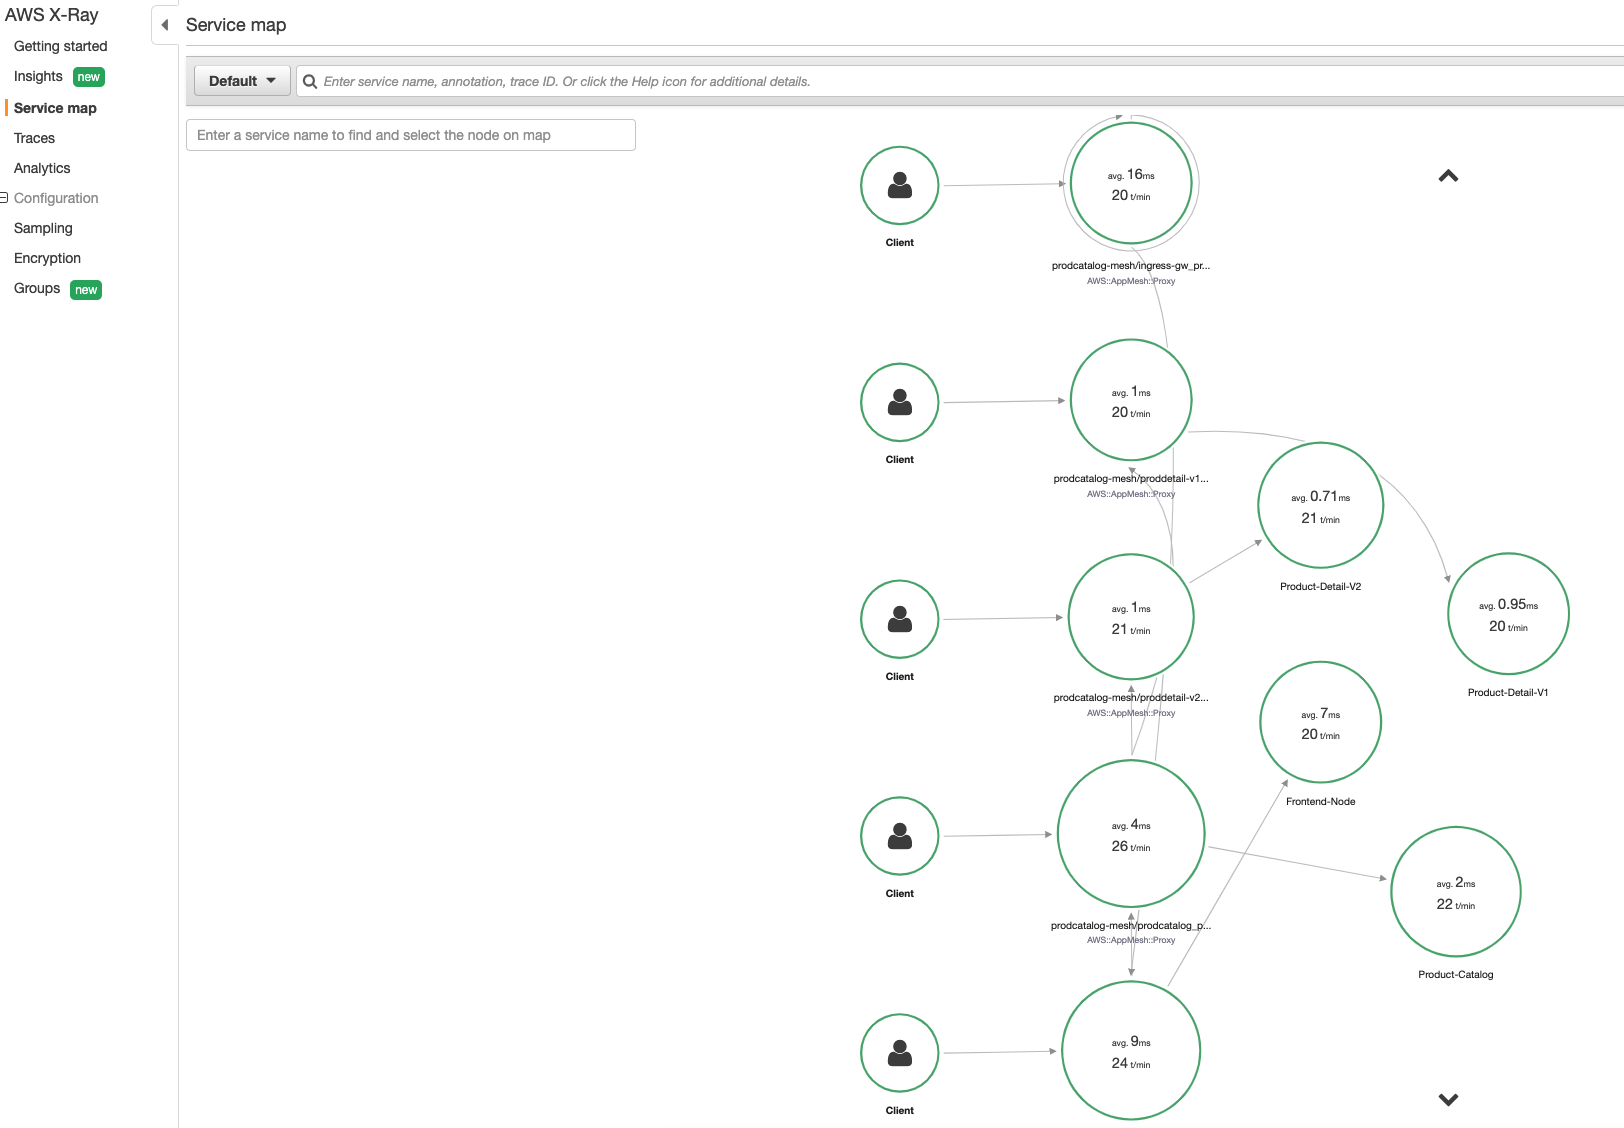 AWS X-Ray
Getting started
Insights new
Service map
Traces
Analytics
Configuration
Sampling
Encryption
Groups new
Service map
Default
Enter service name, annotation, trace ID. Or click the Help icon for additional details.
Enter a service name to find and select the node on map
Client
avg. 16ms
20 t/min
prodcatalog-mesh/ingress-gw_pr...
AWS::AppMesh::Proxy
Client
avg. 1ms
20 t/min
prodcatalog-mesh/proddetail-v1...
AWS::AppMesh::Proxy
avg. 0.71ms
21 t/min
Product-Detail-V2
avg. 0.95ms
20 t/min
Product-Detail-V1
Client
avg. 1ms
21 t/min
prodcatalog-mesh/proddetail-v2...
AWS::AppMesh::Proxy
avg. 7ms
20 t/min
Frontend-Node
Client
avg. 4ms
26 t/min
prodcatalog-mesh/prodcatalog_p...
AWS::AppMesh::Proxy
avg. 2ms
22 t/min
Product-Catalog
Client
avg. 9ms
24 t/min